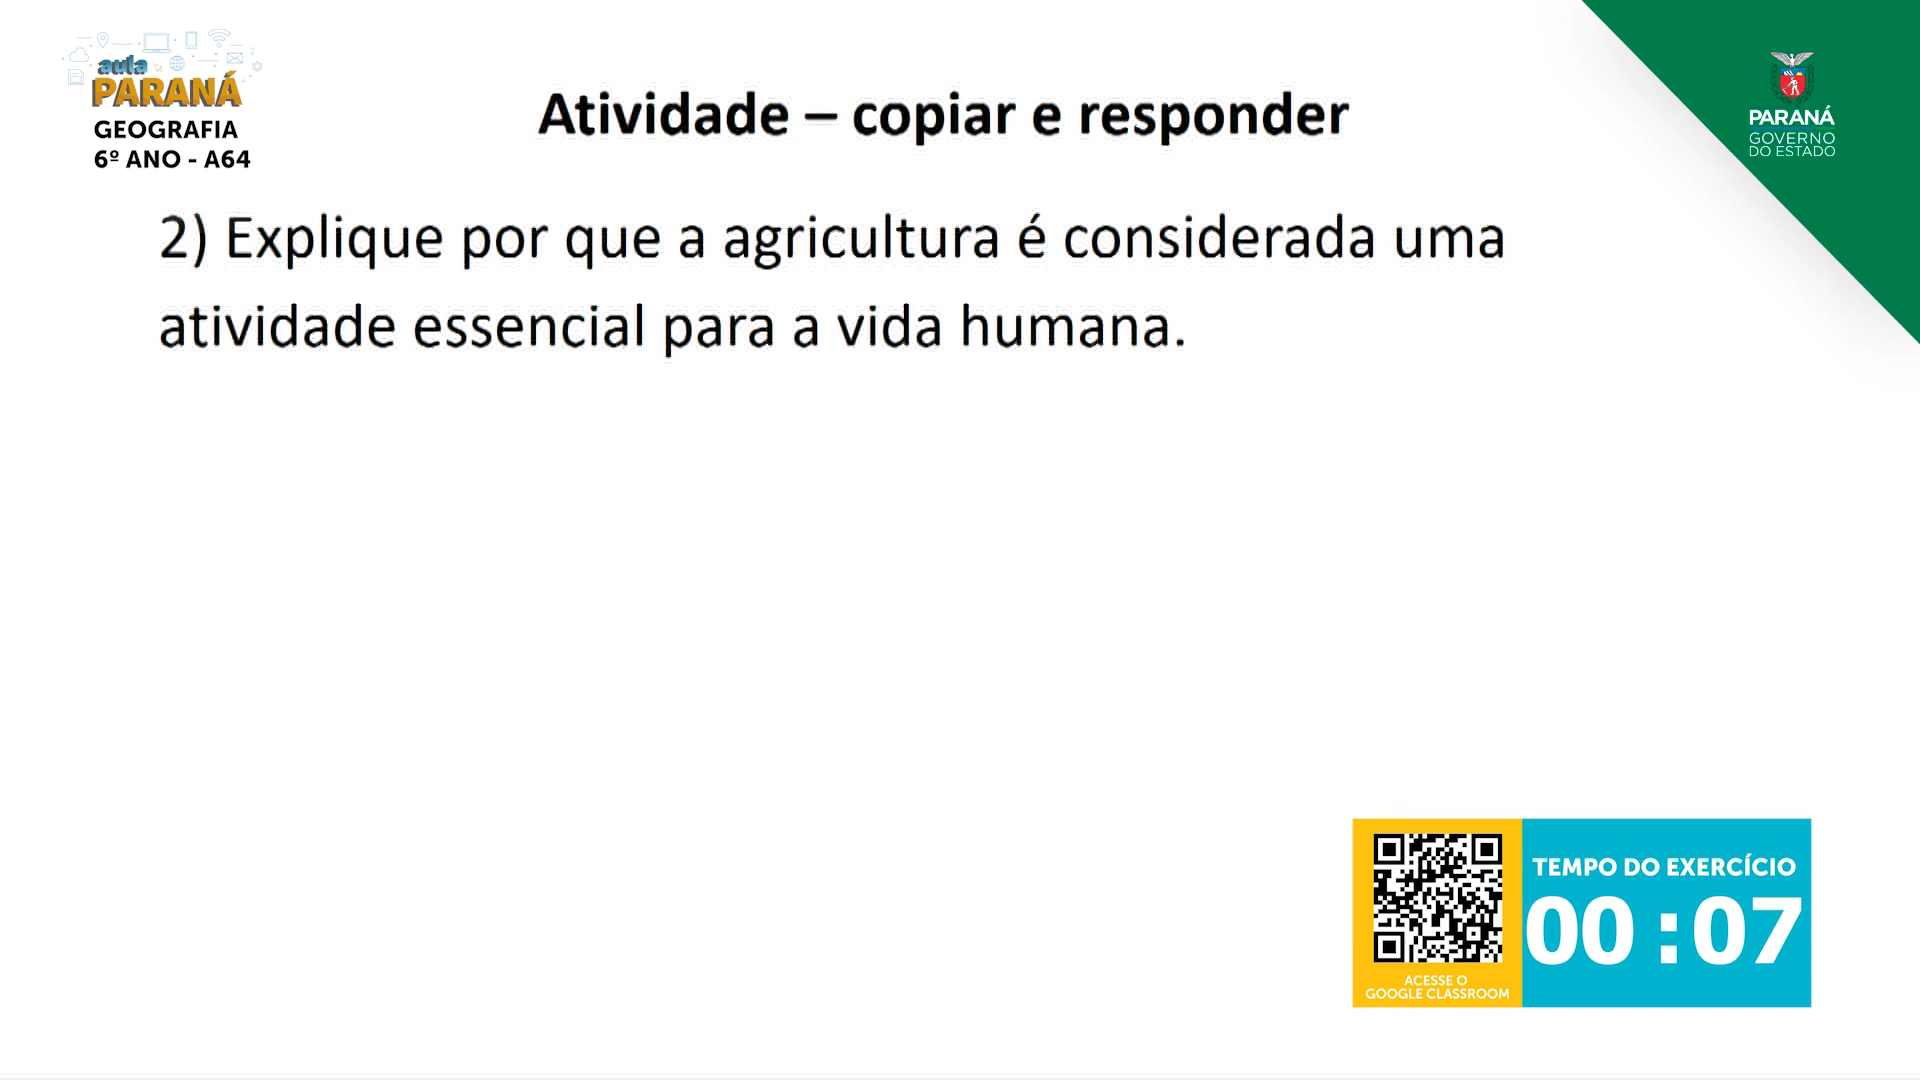 aula
PARANÁ
GEOGRAFIA
6º ANO - A64
Atividade – copiar e responder
PARANÁ
GOVERNO
DO ESTADO
2) Explique por que a agricultura é considerada uma
atividade essencial para a vida humana.
TEMPO DO EXERCÍCIO
00 :07
ACESSE O
GOOGLE CLASSROOM